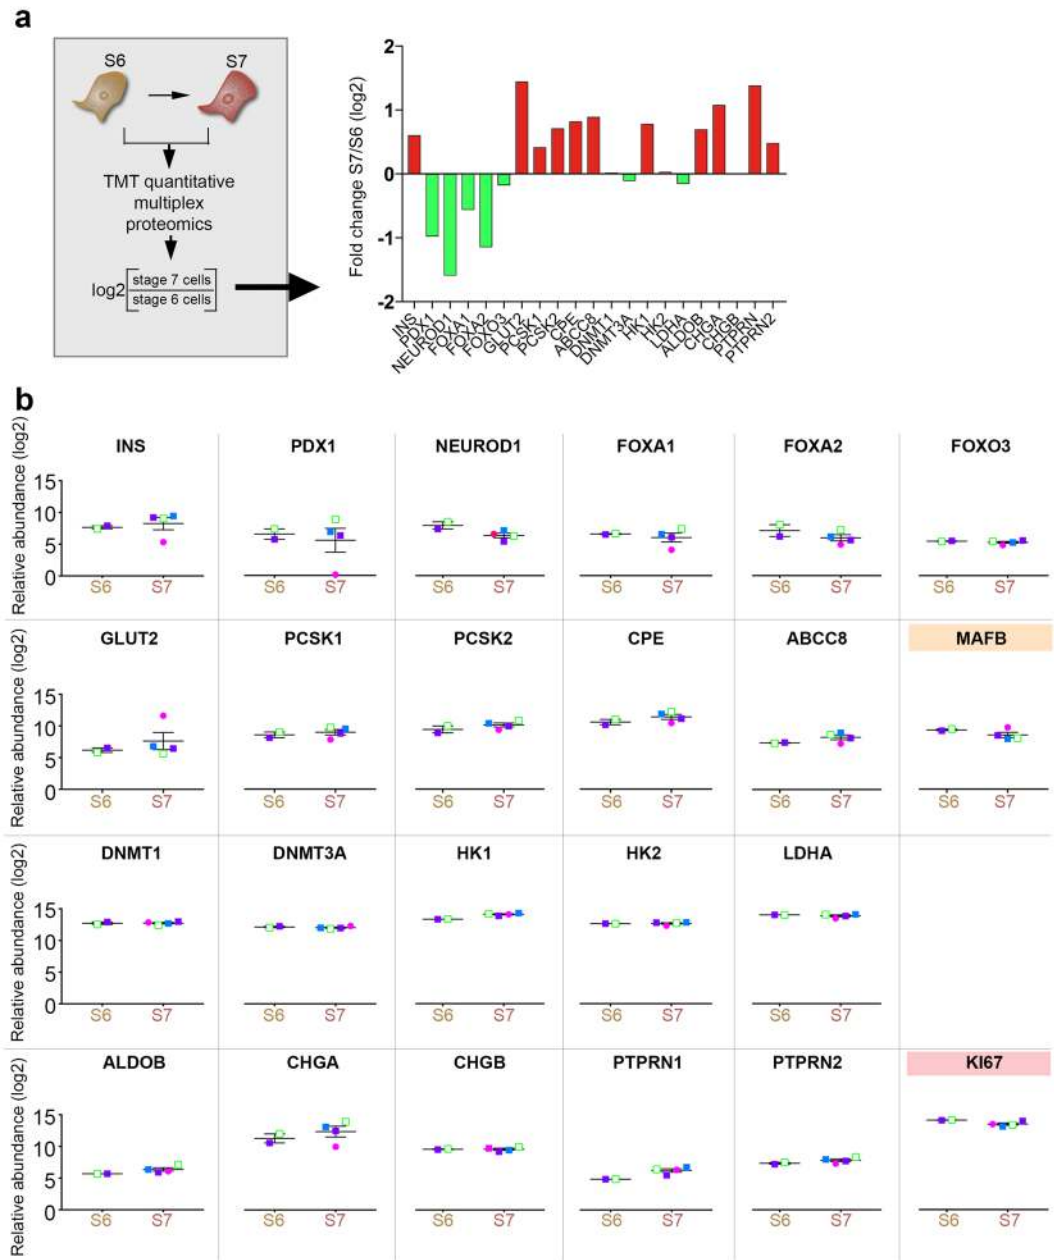 a
S6
S7
TMT quantitative
multiplex
proteomics
log2
stage 7 cells
stage 6 cells
Fold change S7/S6 (log2)
2
1
0
-1
-2
INS
PDX1
NEUROD1
FOXA1
FOXA2
FOXO3
GLUT2
PCSK1
PCSK2
CPE
ABCC8
DNMT1
DNMT3A
HK1
HK2
LDHA
ALDOB
CHGA
CHGB
PTPRN
PTPRN2
b
INS PDX1 NEUROD1 FOXA1 FOXA2 FOXO3
Relative abundance (log2)
15
10
5
0
S6 S7 S6 S7 S6 S7 S6 S7 S6 S7 S6 S7
GLUT2 PCSK1 PCSK2 CPE ABCC8 MAFB
Relative abundance (log2)
15
10
5
0
S6 S7 S6 S7 S6 S7 S6 S7 S6 S7 S6 S7
DNMT1 DNMT3A HK1 HK2 LDHA
Relative abundance (log2)
15
10
5
0
S6 S7 S6 S7 S6 S7 S6 S7 S6 S7
ALDOB CHGA CHGB PTPRN1 PTPRN2 KI67
Relative abundance (log2)
15
10
5
0
S6 S7 S6 S7 S6 S7 S6 S7 S6 S7 S6 S7